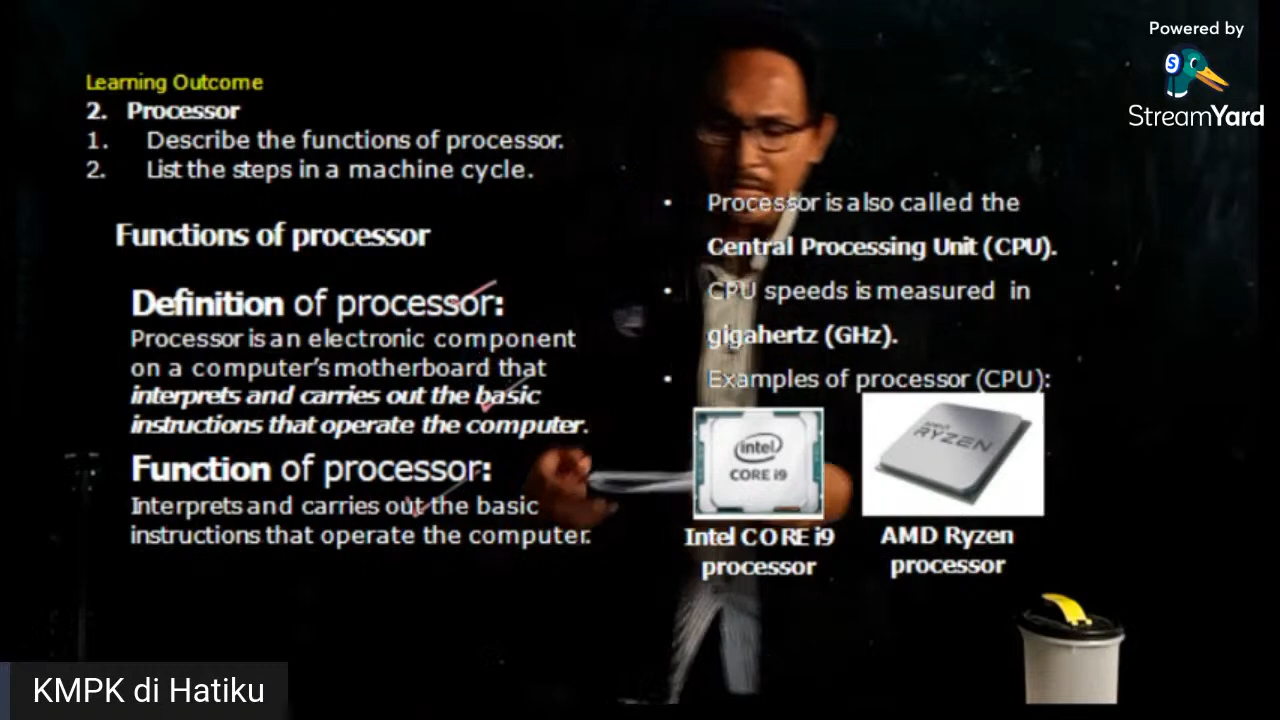 Powered by
StreamYard
Learning Outcome
2. Processor
1. Describe the functions of processor.
2. List the steps in a machine cycle.
Functions of processor
Definition of processor:
Processor is an electronic component
on a computer's motherboard that
interprets and carries out the basic
instructions that operate the computer.
Function of processor:
Interprets and carries out the basic
instructions that operate the computer.
• Processor is also called the
Central Processing Unit (CPU).
• CPU speeds is measured in
gigahertz (GHz).
• Examples of processor (CPU):
intel
CORE i9
AMD
RYZEN
Intel CORE i9
processor
AMD Ryzen
processor
KMPK di Hatiku